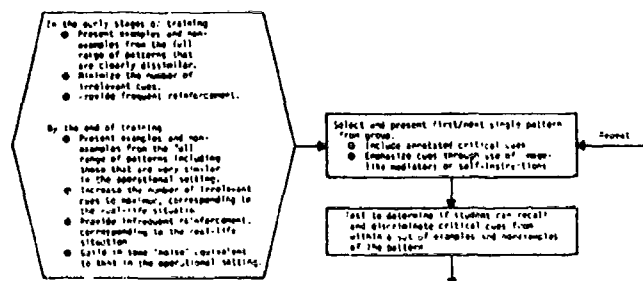 In the early stages of training
● Present examples and non-
examples from the full
range of patterns that
are clearly dissimilar.
● Minimize the number of
irrelevant cues.
● Provide frequent reinforcement.
By the end of training
● Present examples and non-
examples from the full
range of patterns including
those that are very similar
in the operational setting.
● Increase the number of irrelevant
cues to maximum, corresponding to
the real-life situation
● Provide infrequent reinforcement,
corresponding to the real-life
situation
● Build in some "noise" equivalent
to that in the operational setting.
Select and present first/next single pattern
from group.
● Include annotated critical cues
● Emphasize cues through use of image-
like mediators or self-instructions
Repeat
Test to determine if students can recall
and discriminate critical cues from
within a set of examples and nonexamples
of the pattern